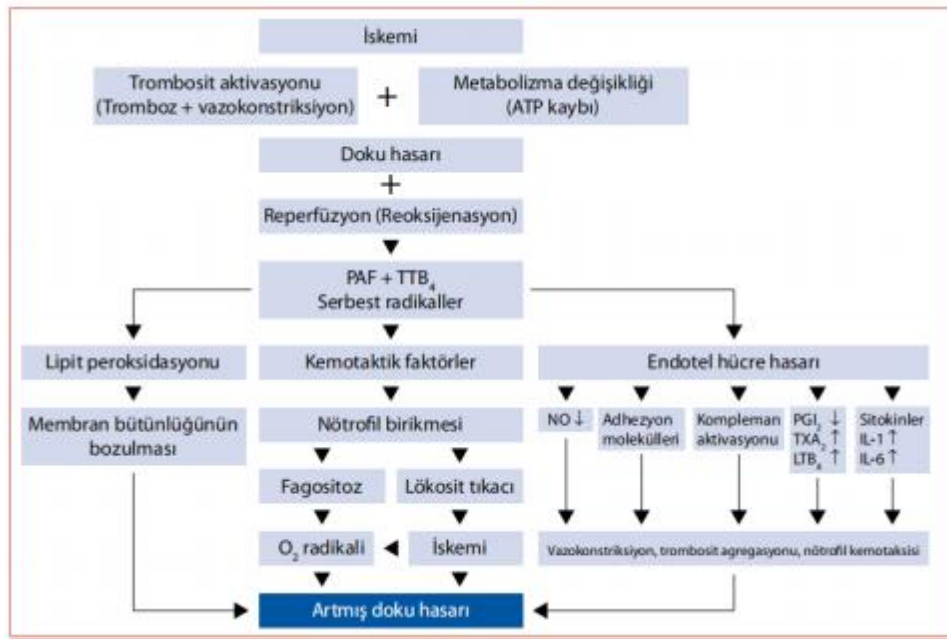 İskemi
Trombosit aktivasyonu
(Tromboz + vazokonstriksiyon)
+
Metabolizma değişikliği
(ATP kaybı)
Doku hasarı
+
Reperfüzyon (Reoksijenasyon)
PAF + TTB₄
Serbest radikaller
Lipit peroksidasyonu
Kemotaktik faktörler
Endotel hücre hasarı
Membran bütünlüğünün
bozulması
Nötrofil birikmesi
NO ↓
Adhezyon
molekülleri
Kompleman
aktivasyonu
PGI₂ ↓
TXA₂ ↑
LTB₄ ↑
Sitokinler
IL-1 ↑
IL-6 ↑
Fagositoz
Lökosit tıkacı
O₂ radikali
İskemi
Vazokonstriksiyon, trombosit agregasyonu, nötrofil kemotaksisi
Artmış doku hasarı